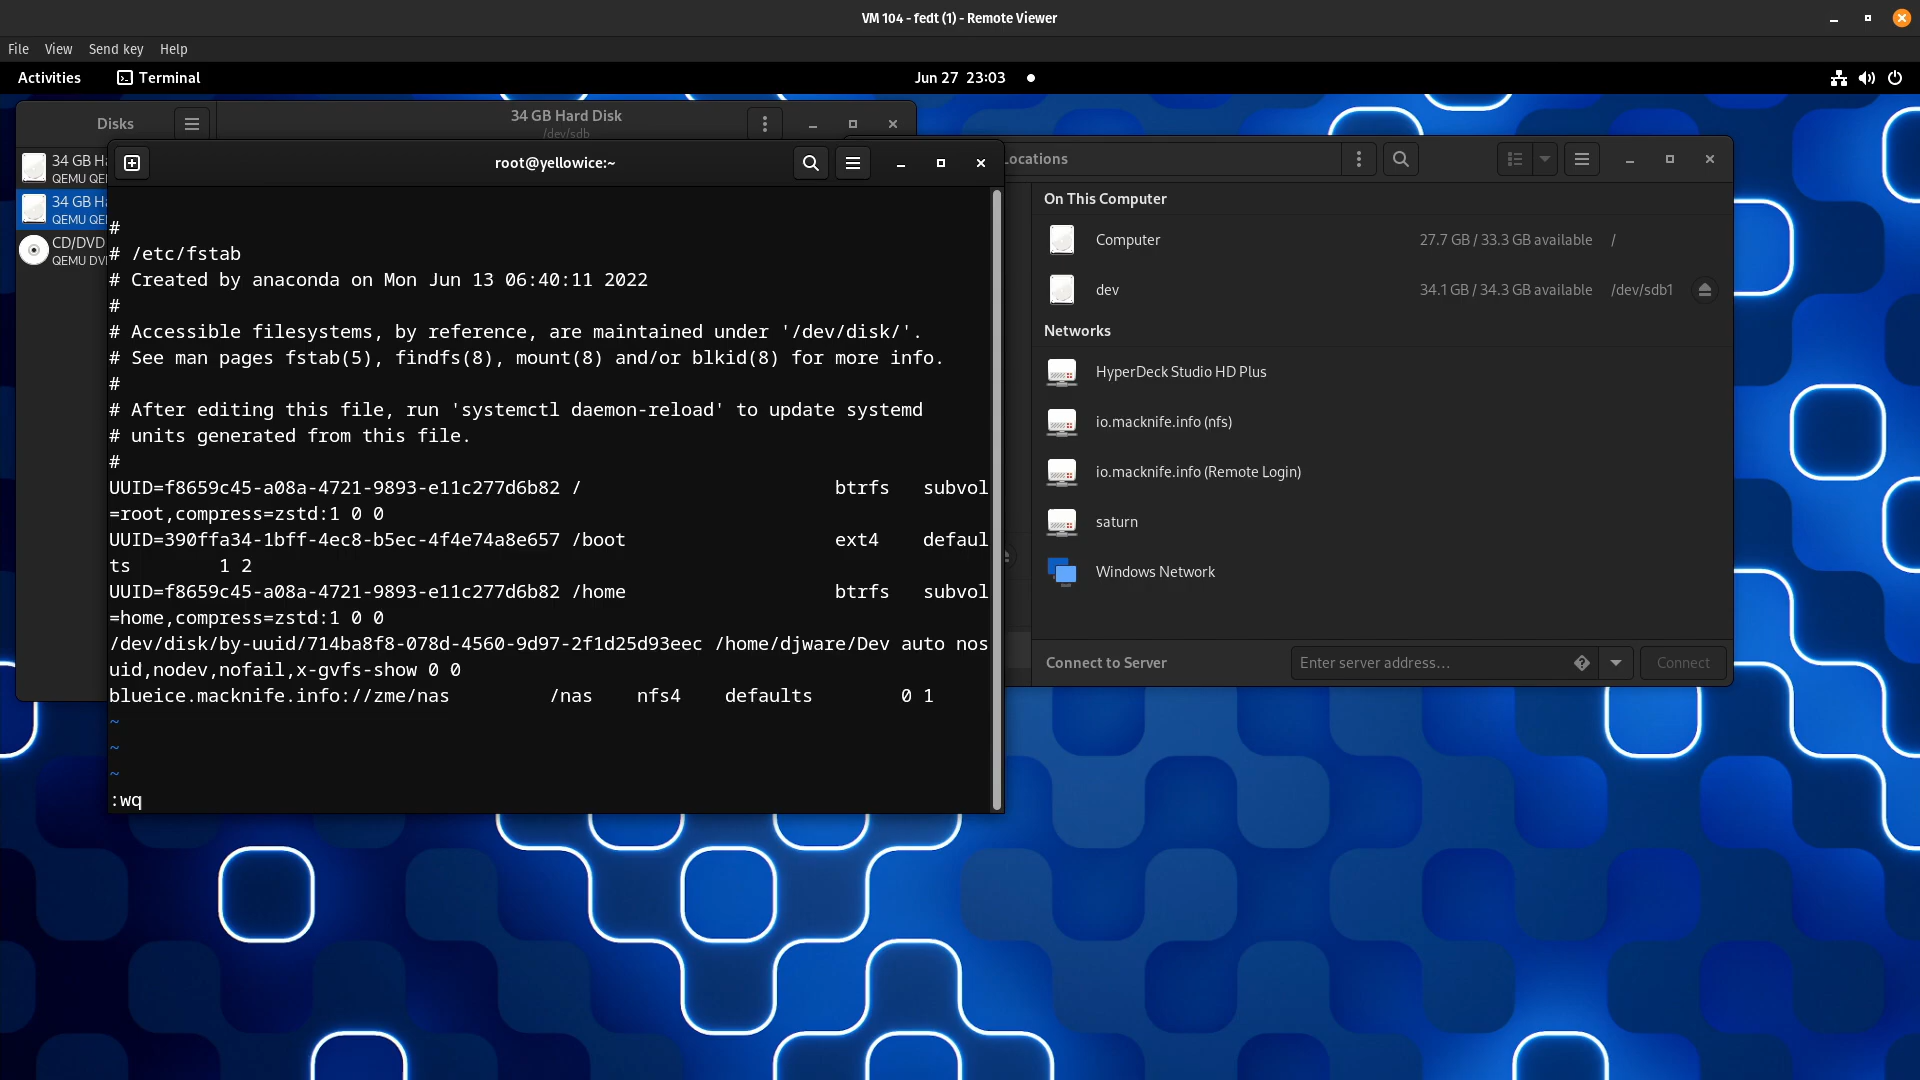 VM 104 - fedt (1) - Remote Viewer
File View Send key Help
Activities Terminal Jun 27 23:03
Disks
34 GB Hard Disk
/dev/sdb
34 GB
QEMU
34 GB
QEMU
CD/DVD
QEMU
root@yellowice:~
#
# /etc/fstab
# Created by anaconda on Mon Jun 13 06:40:11 2022
#
# Accessible filesystems, by reference, are maintained under '/dev/disk/'.
# See man pages fstab(5), findfs(8), mount(8) and/or blkid(8) for more info.
#
# After editing this file, run 'systemctl daemon-reload' to update systemd
# units generated from this file.
#
UUID=f8659c45-a08a-4721-9893-e11c277d6b82 / btrfs subvol
=root,compress=zstd:1 0 0
UUID=390ffa34-1bff-4ec8-b5ec-4f4e74a8e657 /boot ext4 defaul
ts 1 2
UUID=f8659c45-a08a-4721-9893-e11c277d6b82 /home btrfs subvol
=home,compress=zstd:1 0 0
/dev/disk/by-uuid/714ba8f8-078d-4560-9d97-2f1d25d93eec /home/djware/Dev auto nos
uid,nodev,nofail,x-gvfs-show 0 0
blueice.macknife.info://zme/nas /nas nfs4 defaults 0 1
~
~
~
:wq
Locations
On This Computer
Computer 27.7 GB / 33.3 GB available /
dev 34.1 GB / 34.3 GB available /dev/sdb1
Networks
HyperDeck Studio HD Plus
io.macknife.info (nfs)
io.macknife.info (Remote Login)
saturn
Windows Network
Connect to Server Enter server address... Connect